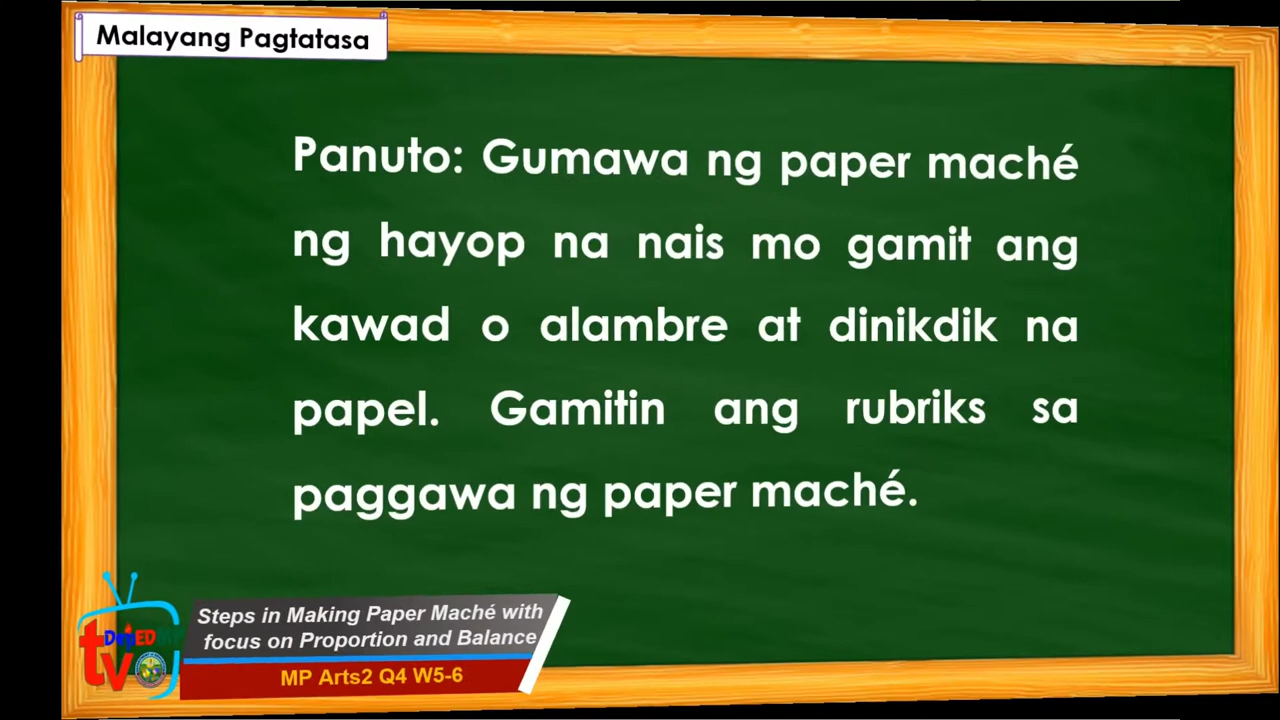 Malayang Pagtatasa
Panuto: Gumawa ng paper maché
ng hayop na nais mo gamit ang
kawad o alambre at dinikdik na
papel. Gamitin ang rubriks sa
paggawa ng paper maché.
Steps in Making Paper Maché with
focus on Proportion and Balance
MP Arts2 Q4 W5-6
DepED
tv